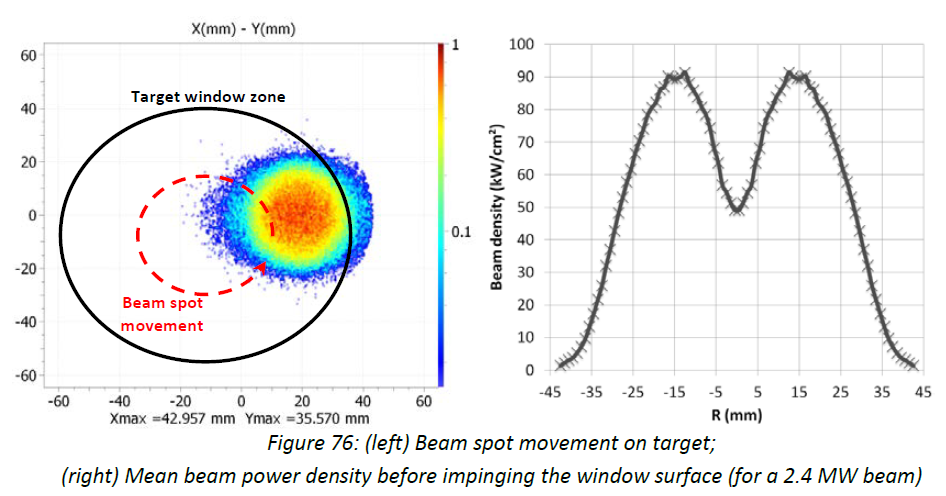 X(mm) - Y(mm)
60
40
20
0
-20
-40
-60
Target window zone
Beam spot
movement
1
0.1
-60 -40 -20 0 20 40 60
Xmax =42.957 mm Ymax =35.570 mm
100
90
80
70
60
50
40
30
20
10
0
Beam density (kW/cm²)
-45 -35 -25 -15 -5 5 15 25 35 45
R (mm)
Figure 76: (left) Beam spot movement on target;
(right) Mean beam power density before impinging the window surface (for a 2.4 MW beam)